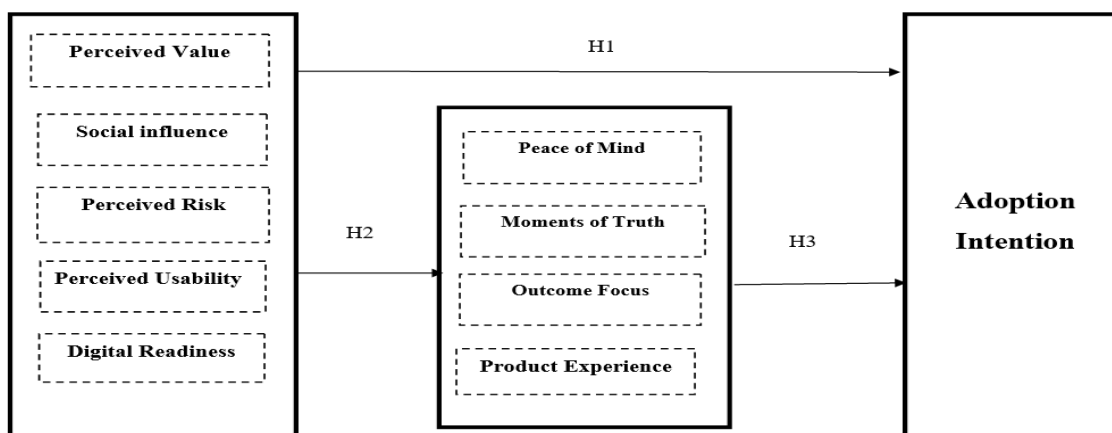 Perceived Value
Social influence
Perceived Risk
Perceived Usability
Digital Readiness
H1
H2
Peace of Mind
Moments of Truth
Outcome Focus
Product Experience
H3
Adoption
Intention